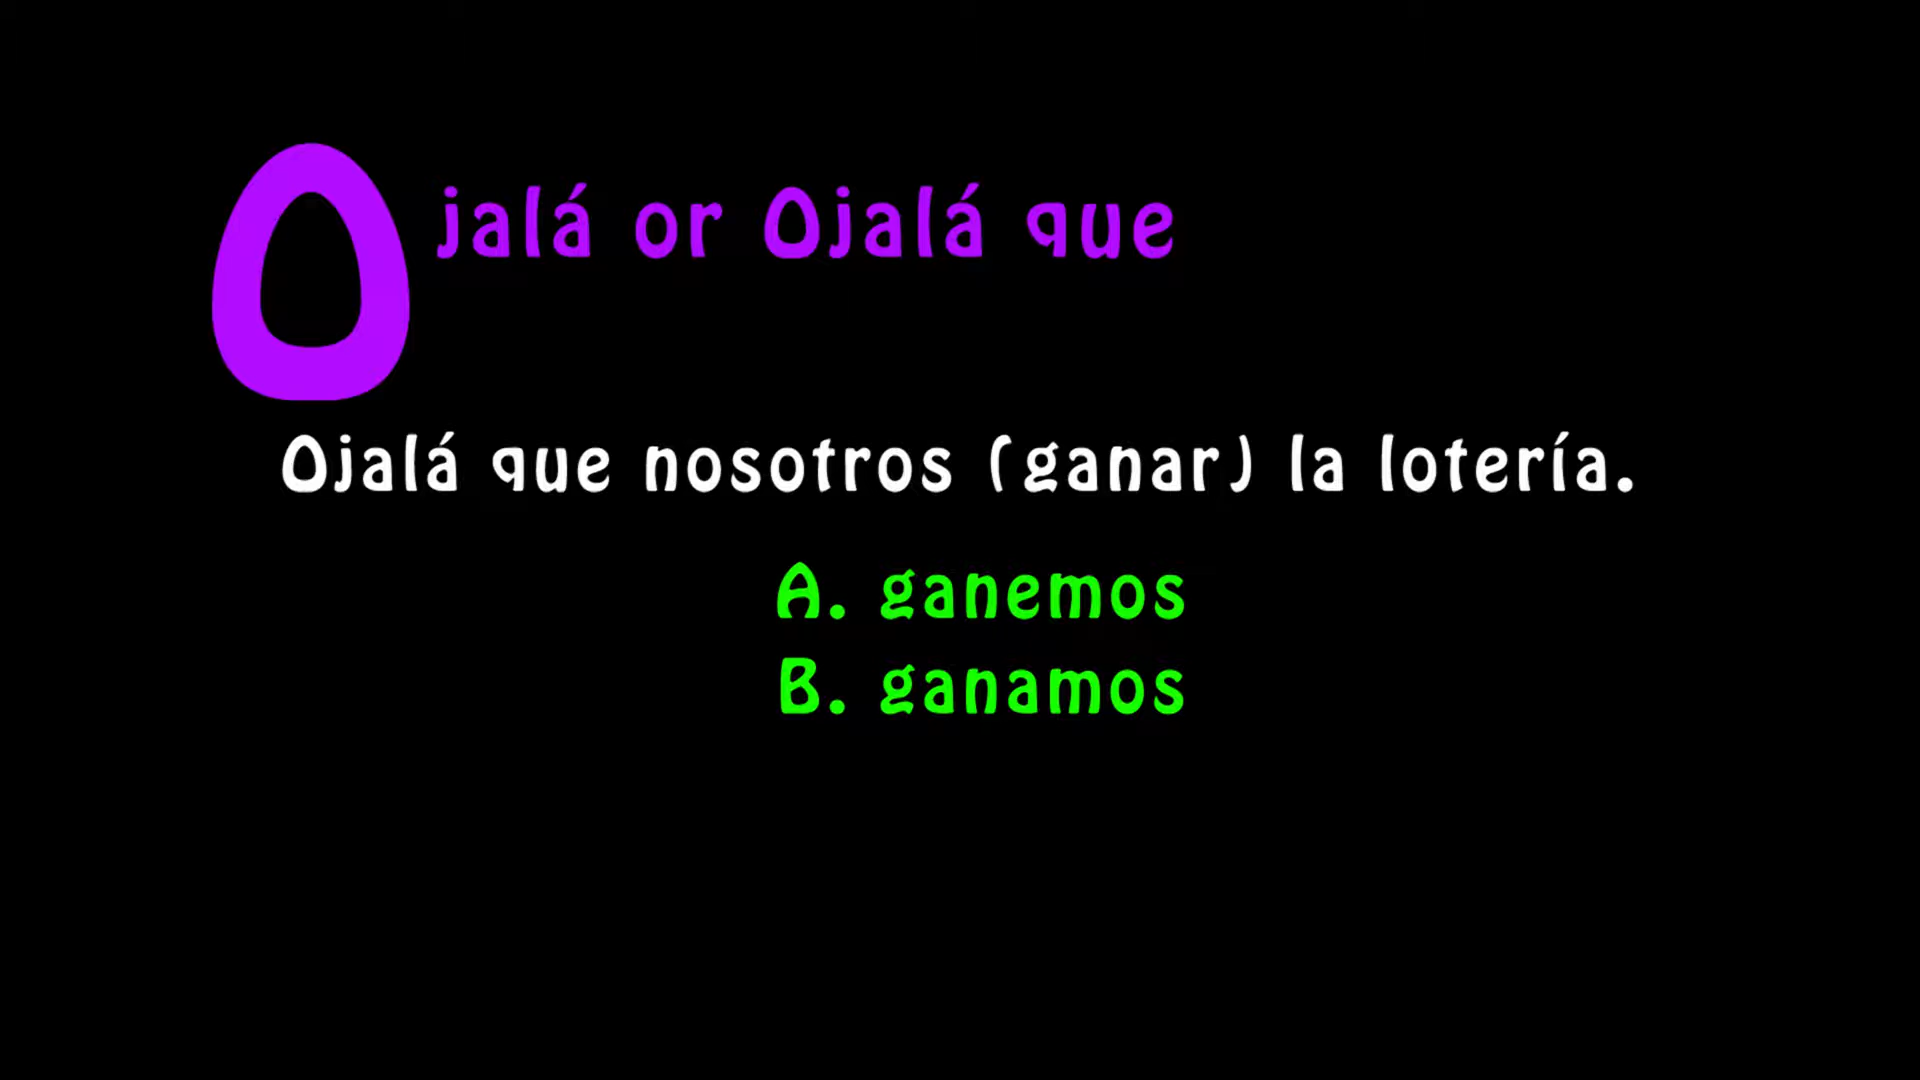 Ojalá or Ojalá que
Ojalá que nosotros (ganar) la lotería.
A. ganemos
B. ganamos